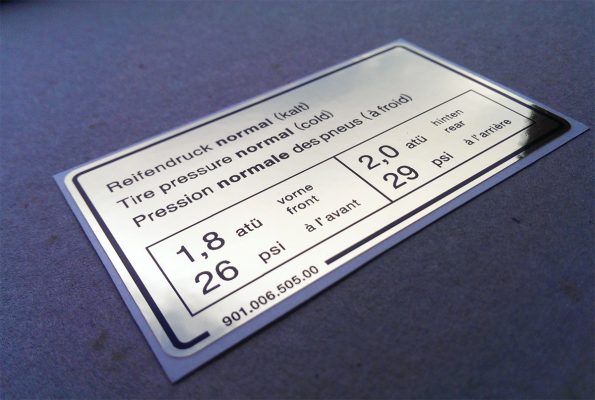 Reifendruck normal (kalt)
Tire pressure normal (cold)
Pression normale des pneus (à froid)
1,8 atü vorne
front
26 psi à l'avant
2,0 atü hinten
rear
29 psi à l'arrière
901.006.505.00